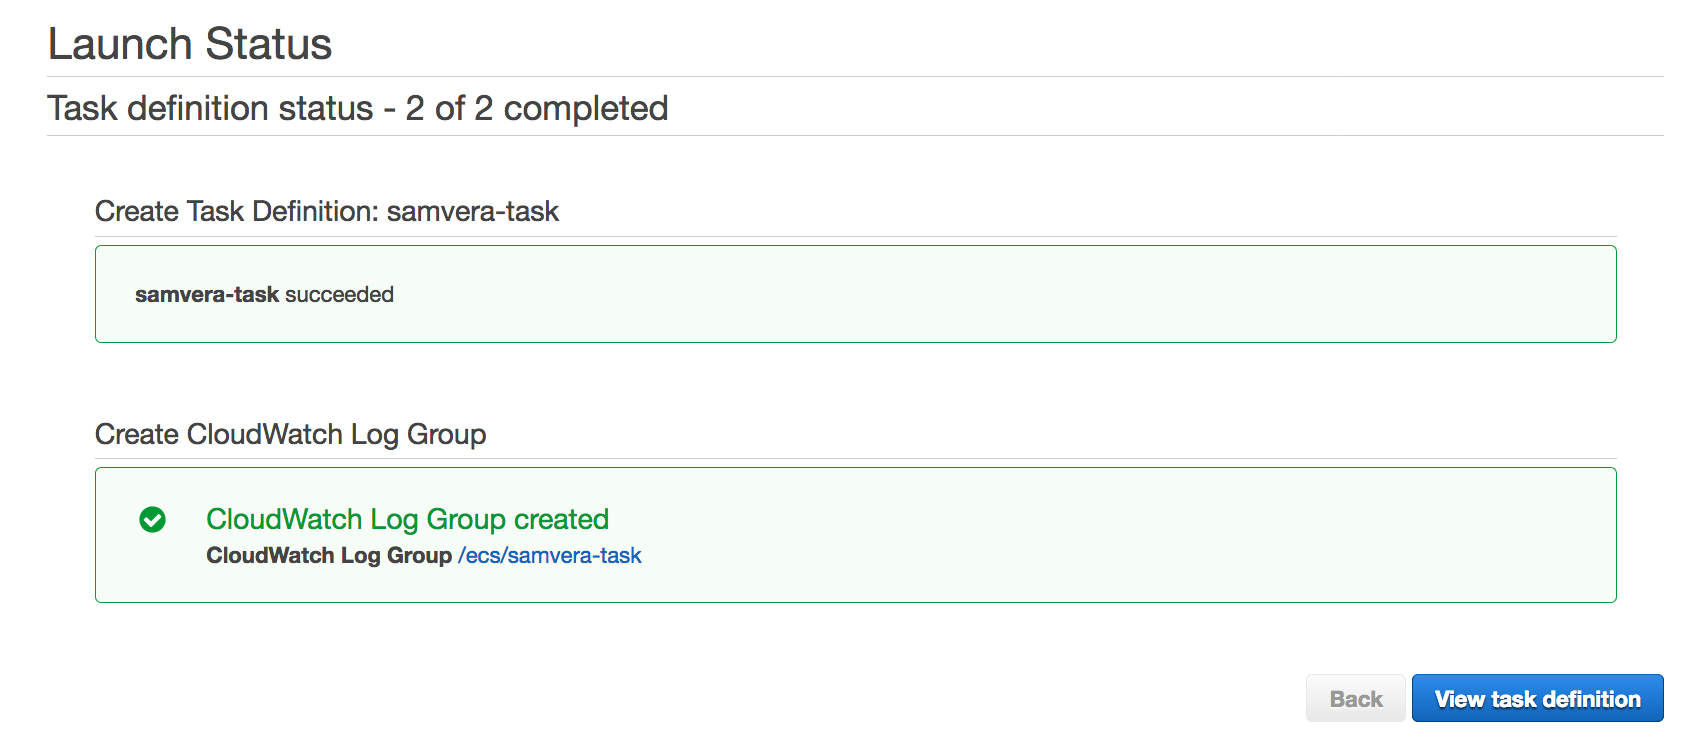 Launch Status
Task definition status - 2 of 2 completed
Create Task Definition: samvera-task
samvera-task succeeded
Create CloudWatch Log Group
CloudWatch Log Group created
CloudWatch Log Group /ecs/samvera-task
Back
View task definition